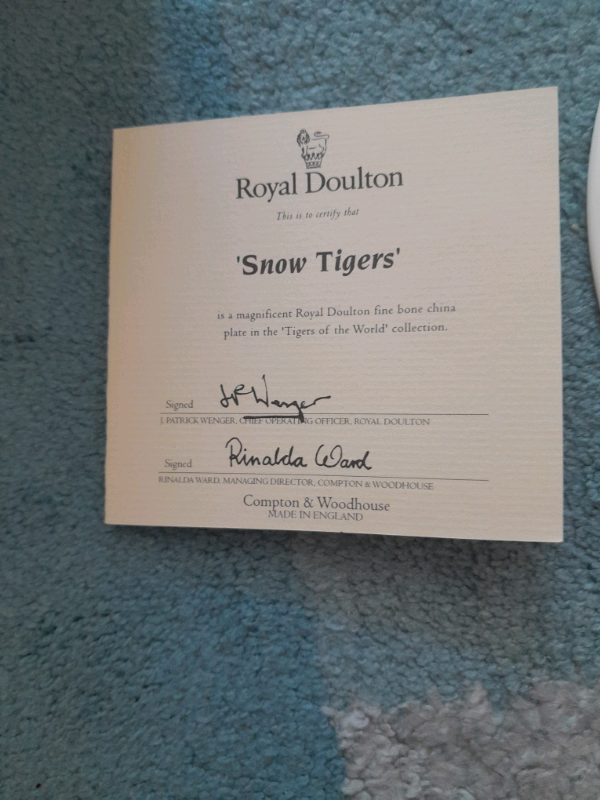 Royal Doulton
This is to certify that
'Snow Tigers'
is a magnificent Royal Doulton fine bone china
plate in the 'Tigers of the World' collection.
Signed J P Wenger
J. PATRICK WENGER, CHIEF OPERATING OFFICER, ROYAL DOULTON
Signed Rinalda Ward
RINALDA WARD, MANAGING DIRECTOR, COMPTON & WOODHOUSE
Compton & Woodhouse
MADE IN ENGLAND